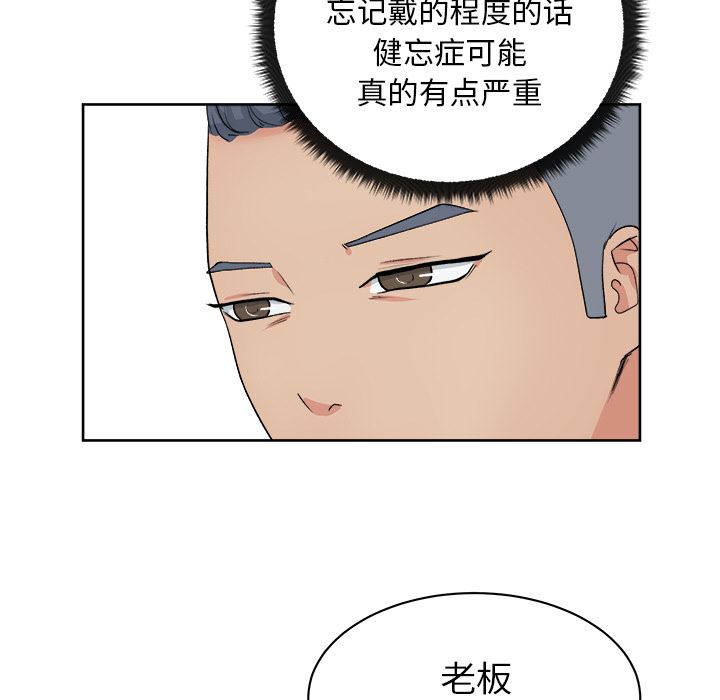 忘记戴的程度的话
健忘症可能
真的有点严重
老板